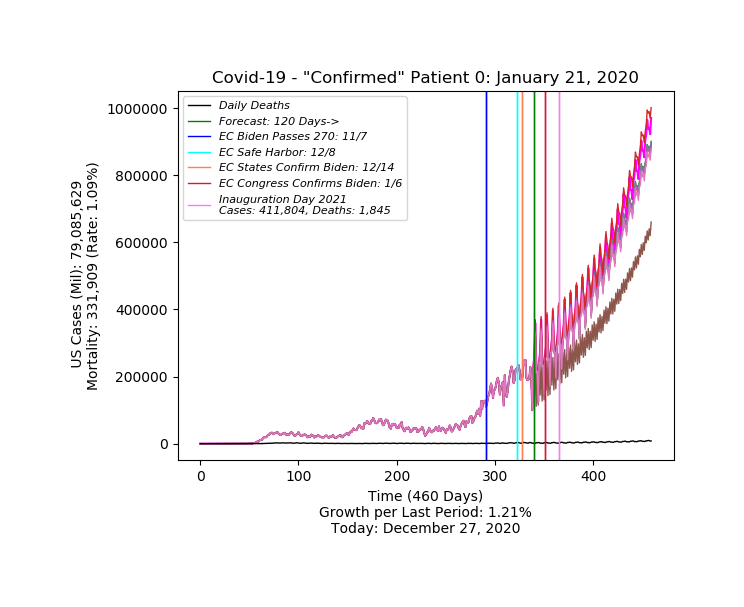 Covid-19 - "Confirmed" Patient 0: January 21, 2020
Daily Deaths
Forecast: 120 Days->
EC Biden Passes 270: 11/7
EC Safe Harbor: 12/8
EC States Confirm Biden: 12/14
EC Congress Confirms Biden: 1/6
Inauguration Day 2021
Cases: 411,804, Deaths: 1,845
US Cases (Mil): 79,085,629
Mortality: 331,909 (Rate: 1.09%)
1000000
800000
600000
400000
200000
0
0 100 200 300 400
Time (460 Days)
Growth per Last Period: 1.21%
Today: December 27, 2020